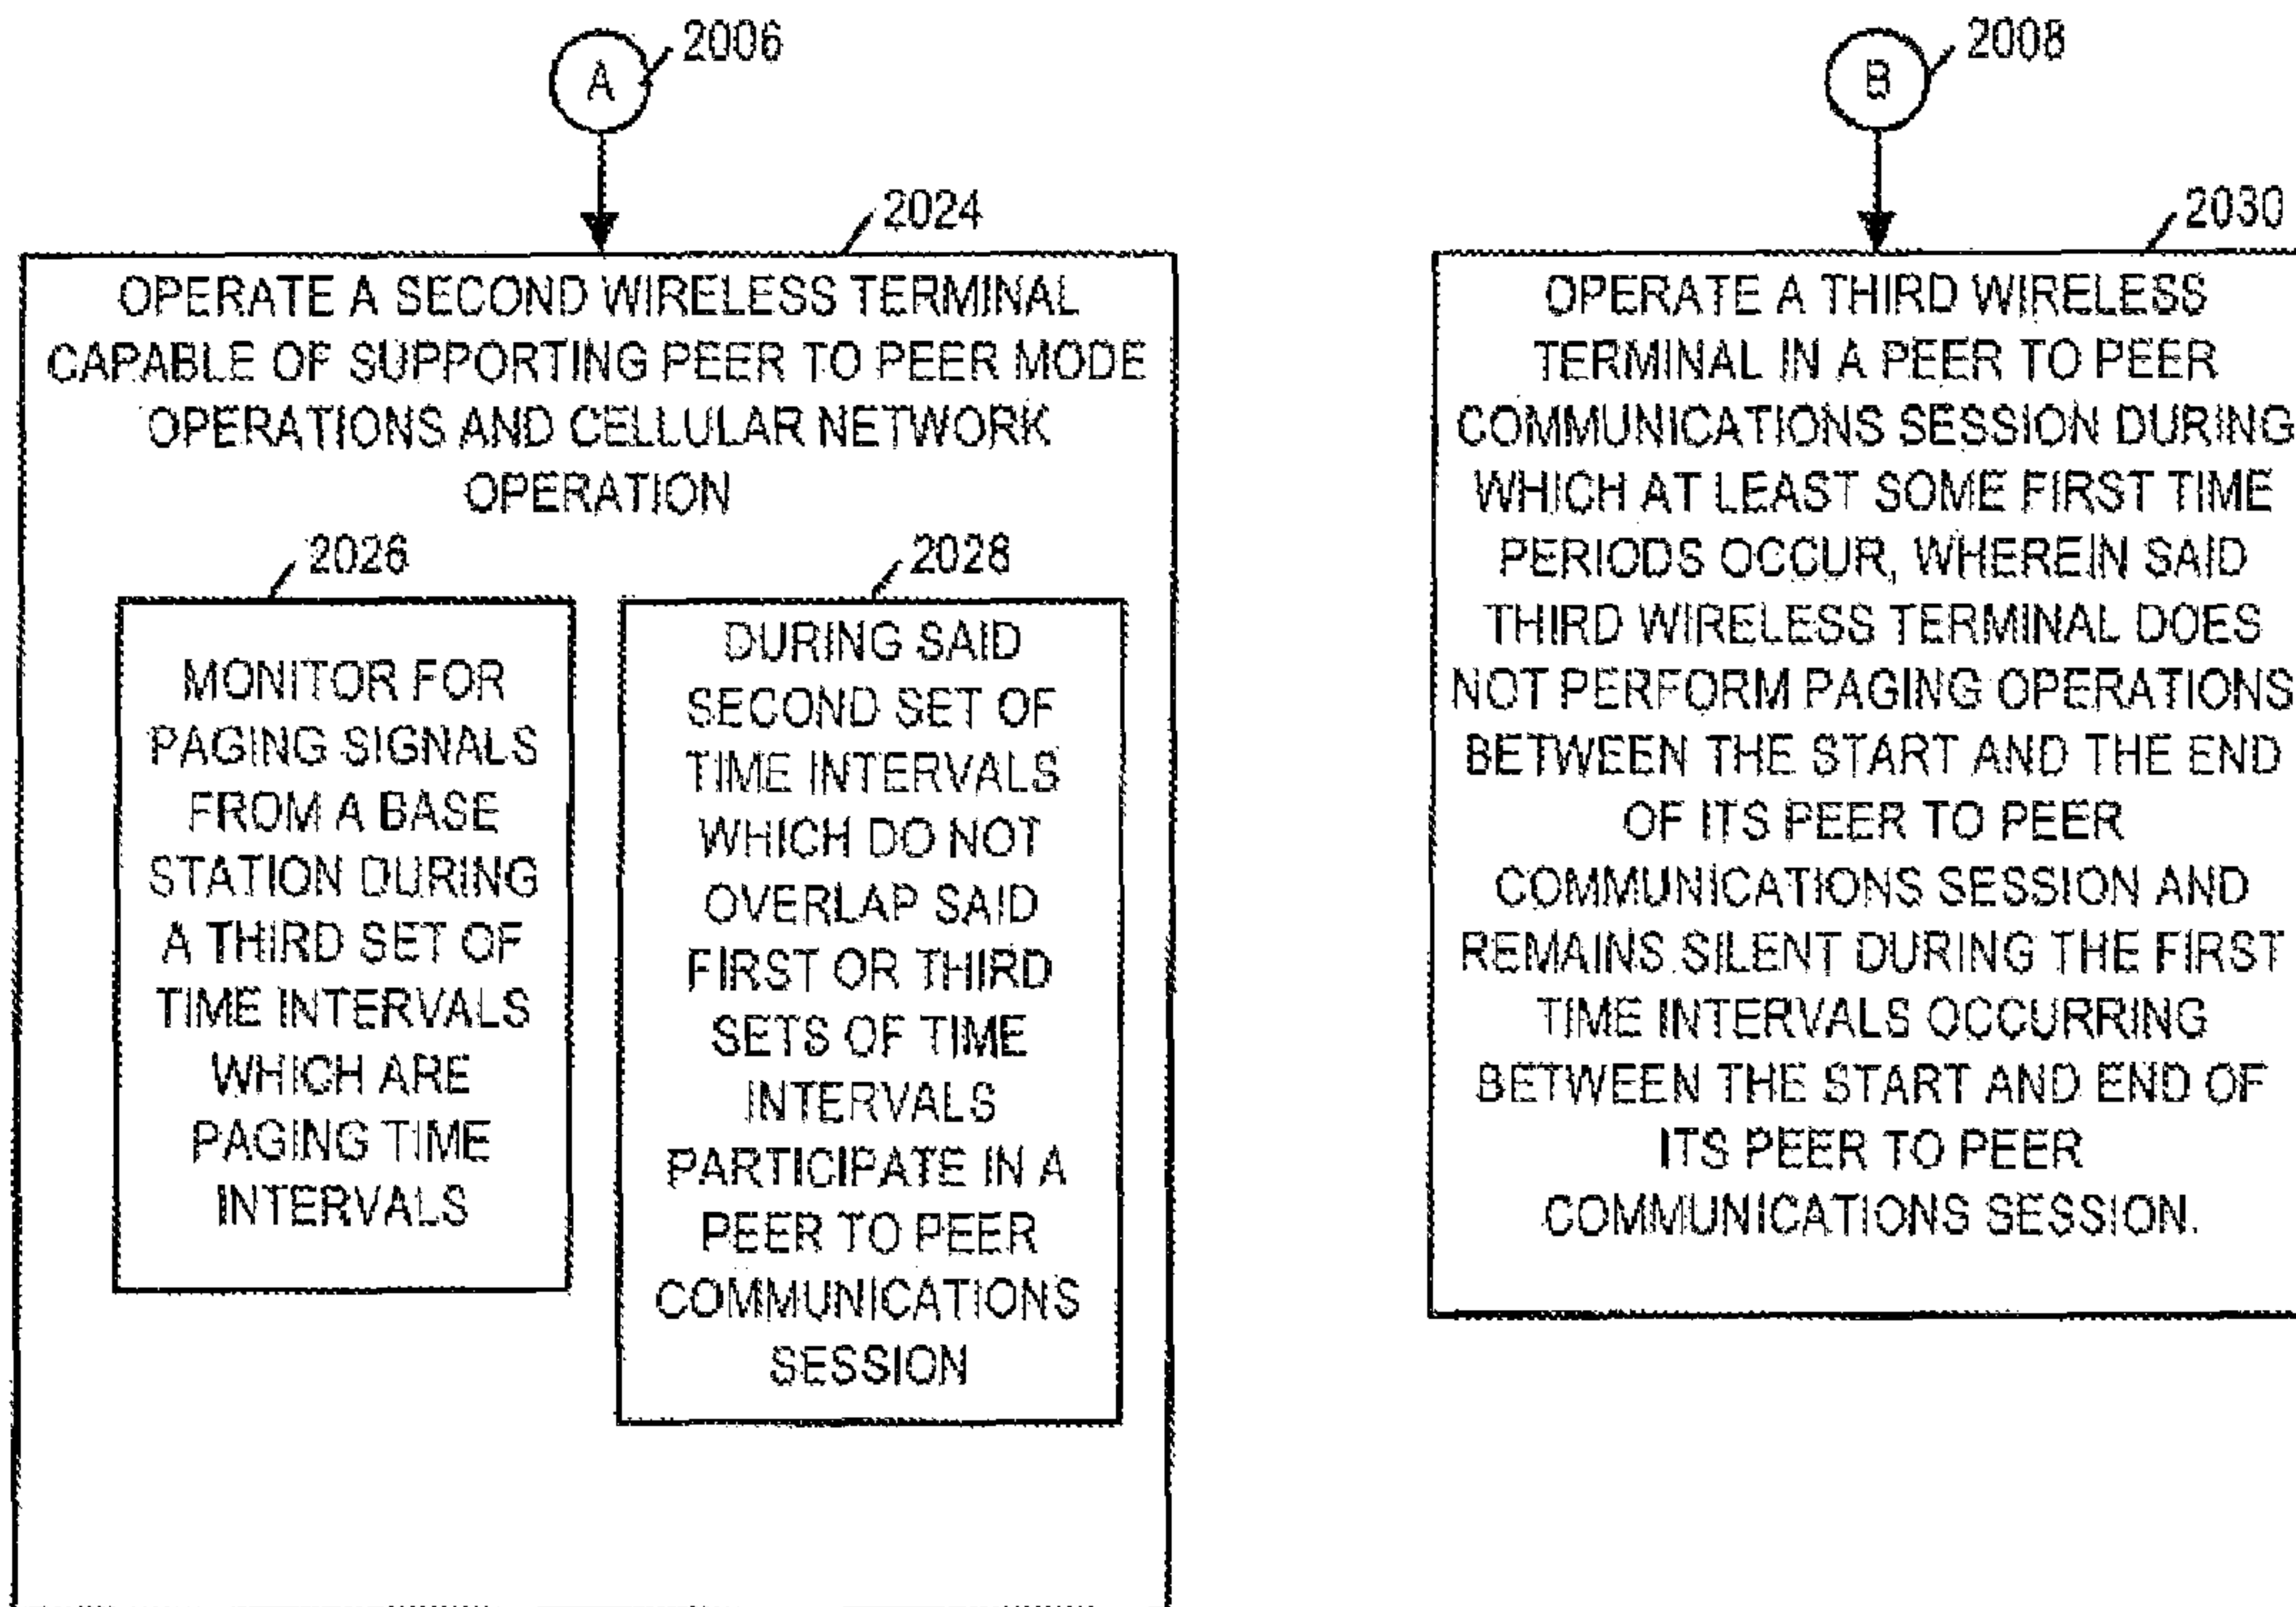 A
2006
2024
OPERATE A SECOND WIRELESS TERMINAL
CAPABLE OF SUPPORTING PEER TO PEER MODE
OPERATIONS AND CELLULAR NETWORK
OPERATION
2026
MONITOR FOR
PAGING SIGNALS
FROM A BASE
STATION DURING
A THIRD SET OF
TIME INTERVALS
WHICH ARE
PAGING TIME
INTERVALS
2028
DURING SAID
SECOND SET OF
TIME INTERVALS
WHICH DO NOT
OVERLAP SAID
FIRST OR THIRD
SETS OF TIME
INTERVALS
PARTICIPATE IN A
PEER TO PEER
COMMUNICATIONS
SESSION
B
2008
2030
OPERATE A THIRD WIRELESS
TERMINAL IN A PEER TO PEER
COMMUNICATIONS SESSION DURING
WHICH AT LEAST SOME FIRST TIME
PERIODS OCCUR, WHEREIN SAID
THIRD WIRELESS TERMINAL DOES
NOT PERFORM PAGING OPERATIONS
BETWEEN THE START AND THE END
OF ITS PEER TO PEER
COMMUNICATIONS SESSION AND
REMAINS SILENT DURING THE FIRST
TIME INTERVALS OCCURRING
BETWEEN THE START AND END OF
ITS PEER TO PEER
COMMUNICATIONS SESSION.